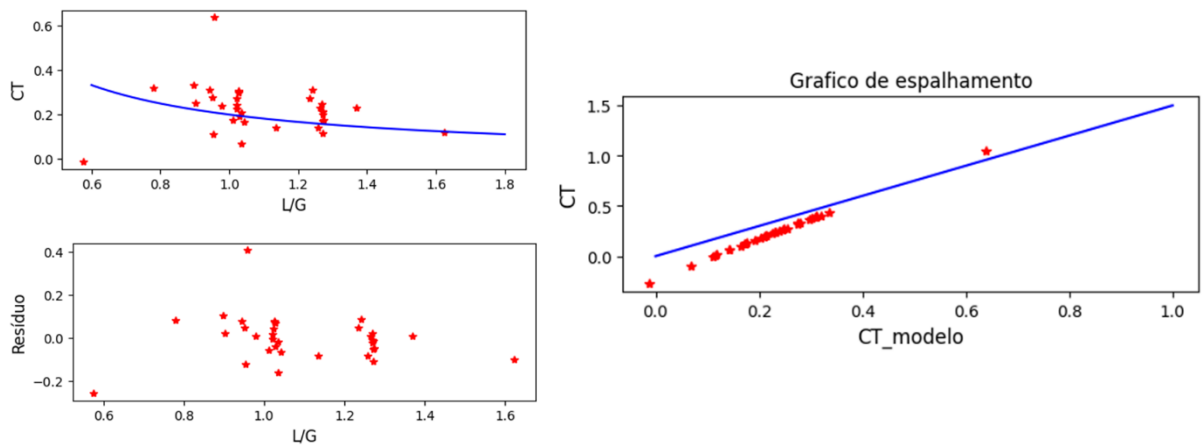 0.6
0.4
0.2
0.0
CT
0.6 0.8 1.0 1.2 1.4 1.6 1.8
L/G
0.4
0.2
0.0
−0.2
Resíduo
0.6 0.8 1.0 1.2 1.4 1.6
L/G
Grafico de espalhamento
1.5
1.0
0.5
0.0
CT
0.0 0.2 0.4 0.6 0.8 1.0
CT_modelo